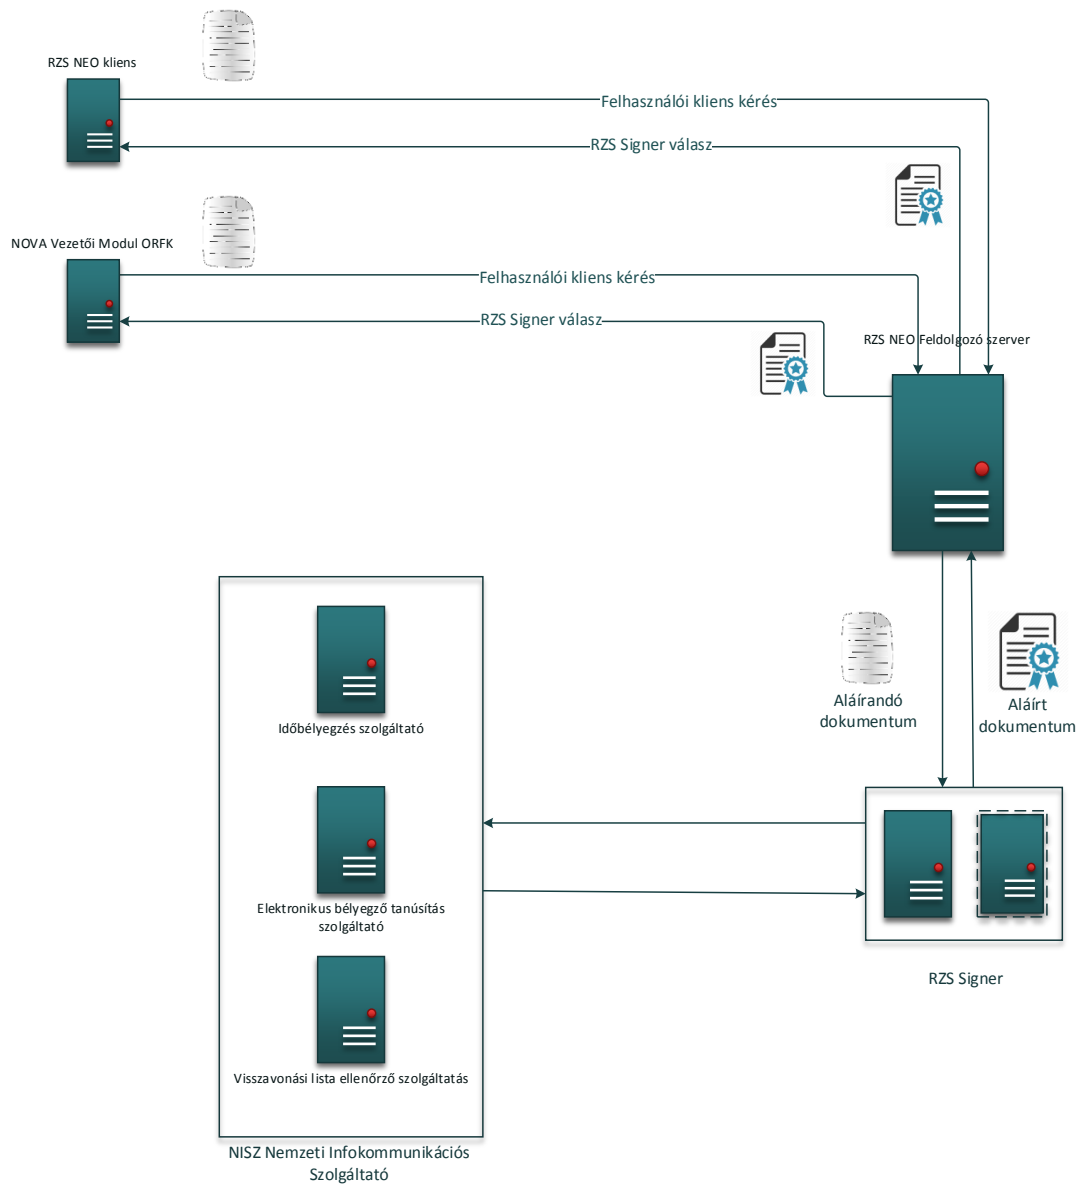 RZS NEO kliens
Felhasználói kliens kérés
RZS Signer válasz
NOVA Vezetői Modul ORFK
Felhasználói kliens kérés
RZS Signer válasz
RZS NEO Feldolgozó szerver
Aláírandó
dokumentum
Aláírt
dokumentum
Időbélyegzés szolgáltató
Elektronikus bélyegző tanúsítás
szolgáltató
RZS Signer
Visszavonási lista ellenőrző szolgáltatás
NISZ Nemzeti Infokommunikációs
Szolgáltató